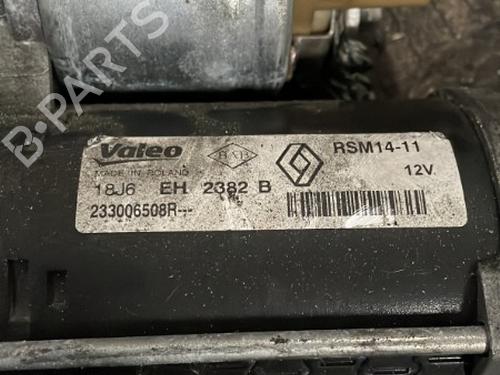 B-PARTS
Valeo
RSM14-11
MADE IN POLAND
12V
18J6 EH 2382 B
233006508R---